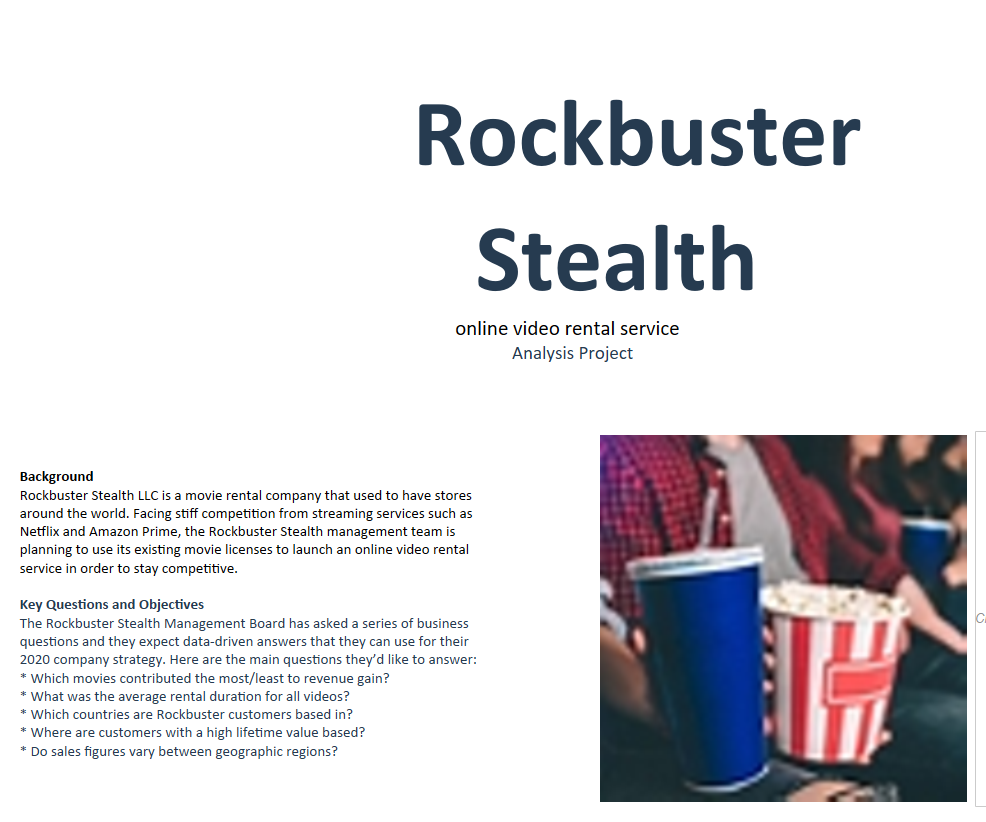 Rockbuster
Stealth
online video rental service
Analysis Project
Background
Rockbuster Stealth LLC is a movie rental company that used to have stores
around the world. Facing stiff competition from streaming services such as
Netflix and Amazon Prime, the Rockbuster Stealth management team is
planning to use its existing movie licenses to launch an online video rental
service in order to stay competitive.
Key Questions and Objectives
The Rockbuster Stealth Management Board has asked a series of business
questions and they expect data-driven answers that they can use for their
2020 company strategy. Here are the main questions they’d like to answer:
* Which movies contributed the most/least to revenue gain?
* What was the average rental duration for all videos?
* Which countries are Rockbuster customers based in?
* Where are customers with a high lifetime value based?
* Do sales figures vary between geographic regions?